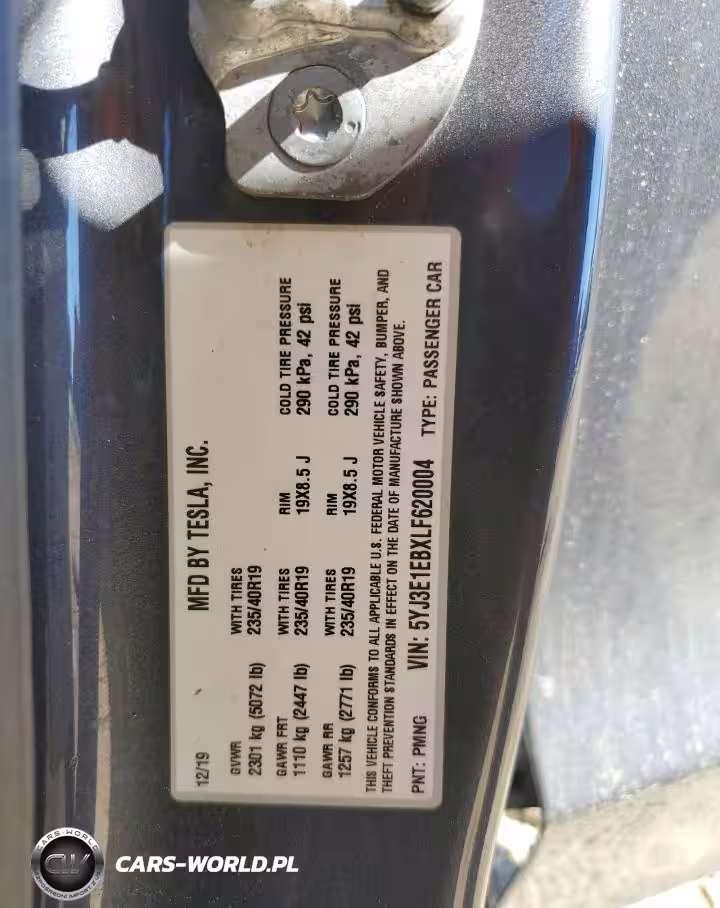 12/19 MFD BY TESLA, INC.
GVWR WITH TIRES
2301 kg (5072 lb) 235/40R19
GAWR FRT WITH TIRES RIM COLD TIRE PRESSURE
1110 kg (2447 lb) 235/40R19 19X8.5 J 290 kPa, 42 psi
GAWR RR WITH TIRES RIM COLD TIRE PRESSURE
1257 kg (2771 lb) 235/40R19 19X8.5 J 290 kPa, 42 psi
THIS VEHICLE CONFORMS TO ALL APPLICABLE U.S. FEDERAL MOTOR VEHICLE SAFETY, BUMPER, AND
THEFT PREVENTION STANDARDS IN EFFECT ON THE DATE OF MANUFACTURE SHOWN ABOVE.
PNT: PMNG VIN: 5YJ3E1EBXLF620004 TYPE: PASSENGER CAR
CARS-WORLD
CW
CARS-WORLD.PL